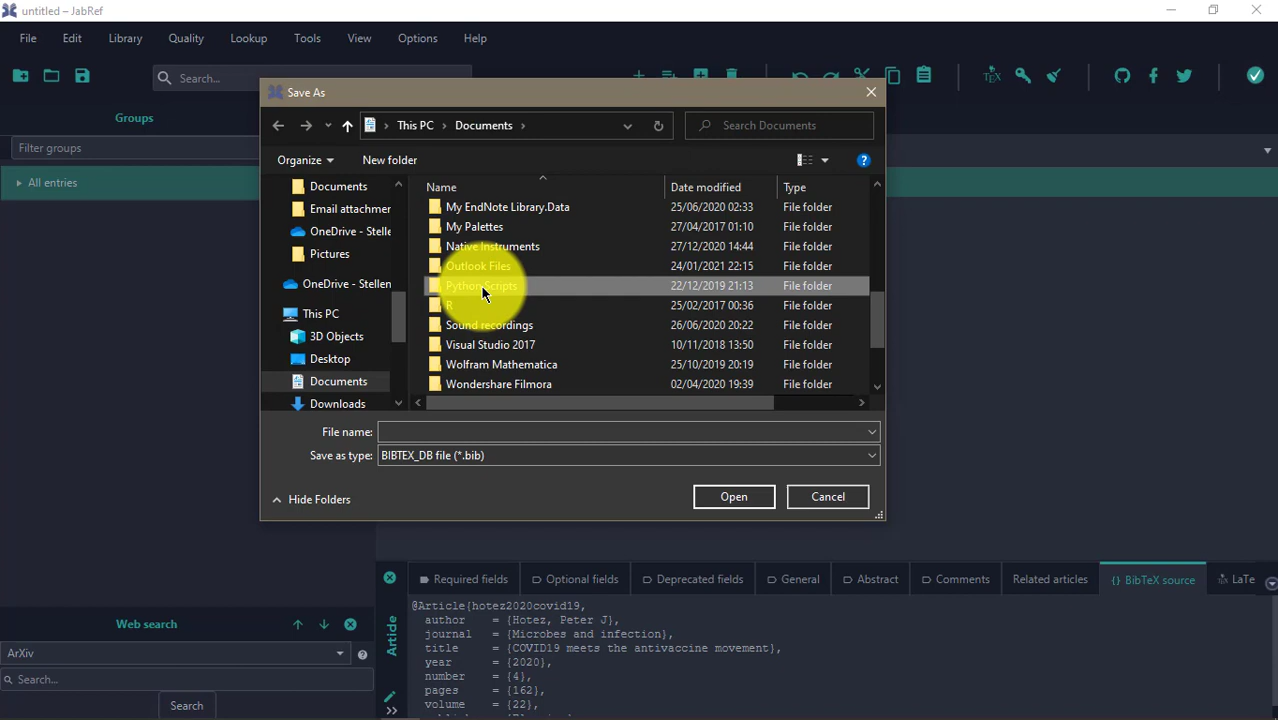 untitled – JabRef
File Edit Library Quality Lookup Tools View Options Help
Search...
Groups
Filter groups
All entries
Save As
This PC Documents
Search Documents
Organize New folder
Documents
Email attachmer
OneDrive - Stelle
Pictures
OneDrive - Stellen
This PC
3D Objects
Desktop
Documents
Downloads
Name Date modified Type
My EndNote Library.Data 25/06/2020 02:33 File folder
My Palettes 27/04/2017 01:10 File folder
Native Instruments 27/12/2020 14:44 File folder
Outlook Files 24/01/2021 22:15 File folder
Python Scripts 22/12/2019 21:13 File folder
R 25/02/2017 00:36 File folder
Sound recordings 26/06/2020 20:22 File folder
Visual Studio 2017 10/11/2018 13:50 File folder
Wolfram Mathematica 25/10/2019 20:19 File folder
Wondershare Filmora 02/04/2020 19:39 File folder
File name:
Save as type: BIBTEX_DB file (*.bib)
Hide Folders
Open Cancel
Web search
ArXiv
Search...
Search
Article
Required fields Optional fields Deprecated fields General Abstract Comments Related articles {} BibTeX source LaTe
@Article{hotez2020covid19,
author = {Hotez, Peter J},
journal = {Microbes and infection},
title = {COVID19 meets the antivaccine movement},
year = {2020},
number = {4},
pages = {162},
volume = {22},